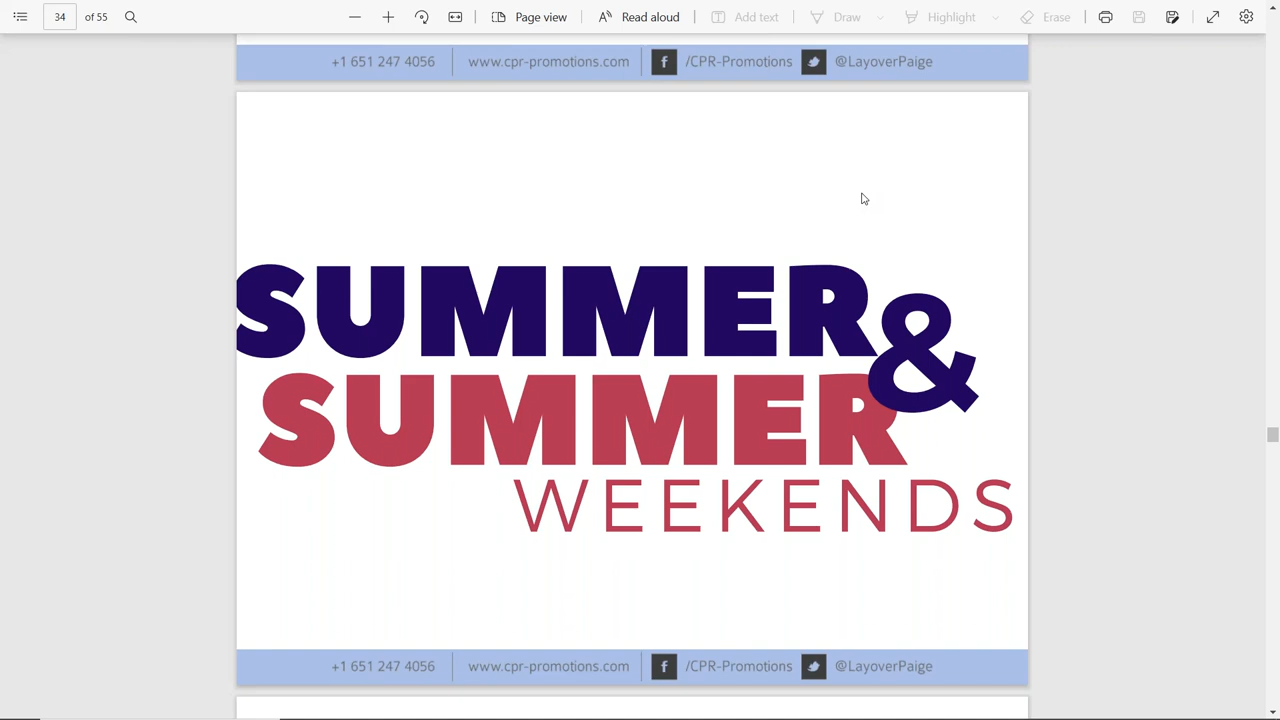 34 of 55 Page view Read aloud Add text Draw Highlight Erase
+1 651 247 4056 www.cpr-promotions.com f /CPR-Promotions @LayoverPaige
SUMMER &
SUMMER
WEEKENDS
+1 651 247 4056 www.cpr-promotions.com f /CPR-Promotions @LayoverPaige